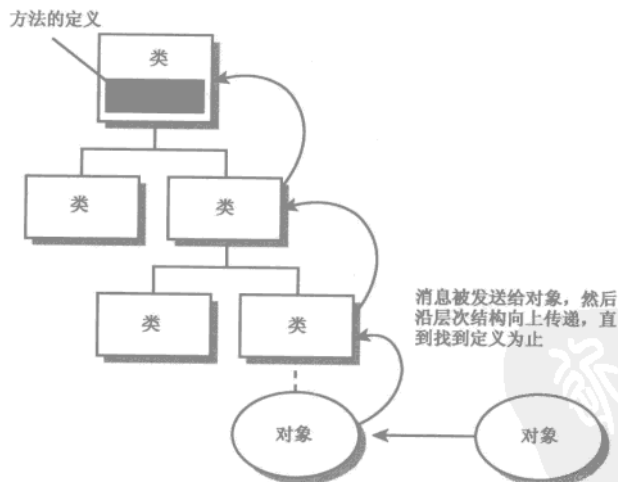 方法的定义
类
类
类
类
类
消息被发送给对象，然后
沿层次结构向上传递，直
到找到定义为止
对象
对象